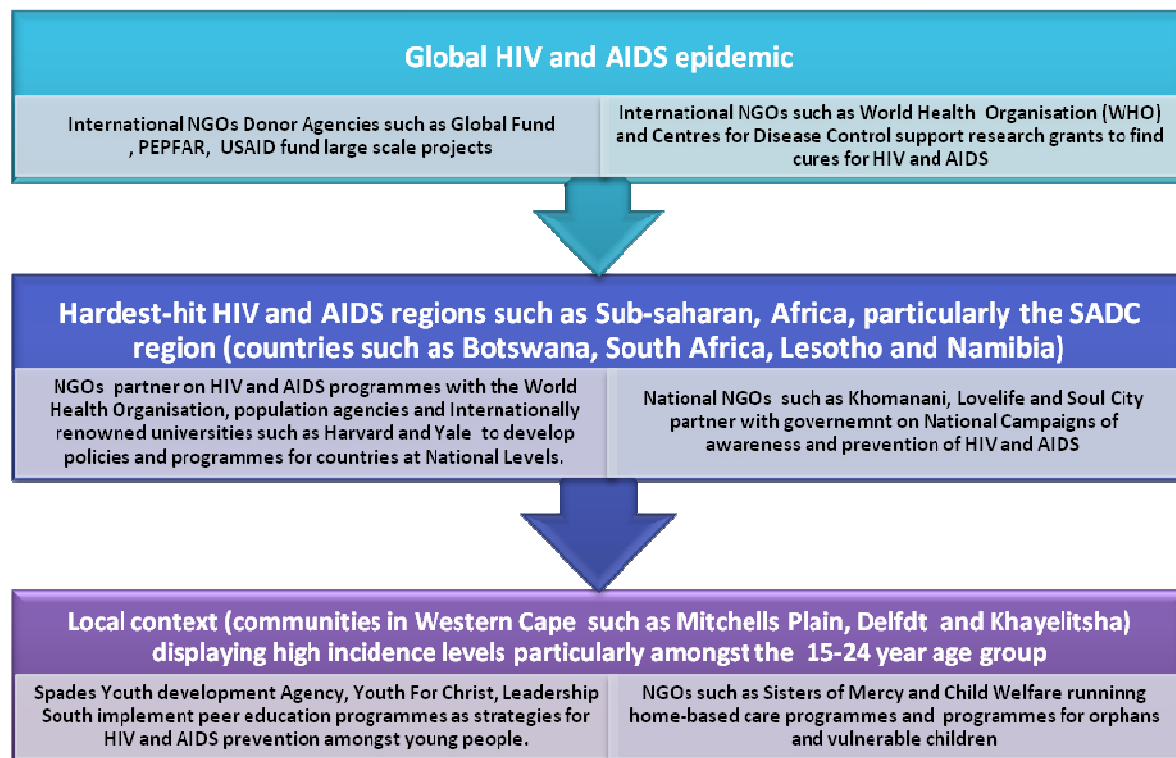 Global HIV and AIDS epidemic
International NGOs Donor Agencies such as Global Fund
, PEPFAR, USAID fund large scale projects
International NGOs such as World Health Organisation (WHO)
and Centres for Disease Control support research grants to find
cures for HIV and AIDS
Hardest-hit HIV and AIDS regions such as Sub-saharan, Africa, particularly the SADC
region (countries such as Botswana, South Africa, Lesotho and Namibia)
NGOs partner on HIV and AIDS programmes with the World
Health Organisation, population agencies and Internationally
renowned universities such as Harvard and Yale to develop
policies and programmes for countries at National Levels.
National NGOs such as Khomanani, Lovelife and Soul City
partner with governemnt on National Campaigns of
awareness and prevention of HIV and AIDS
Local context (communities in Western Cape such as Mitchells Plain, Delfdt and Khayelitsha)
displaying high incidence levels particularly amongst the 15-24 year age group
Spades Youth development Agency, Youth For Christ, Leadership
South implement peer education programmes as strategies for
HIV and AIDS prevention amongst young people.
NGOs such as Sisters of Mercy and Child Welfare runninng
home-based care programmes and programmes for orphans
and vulnerable children